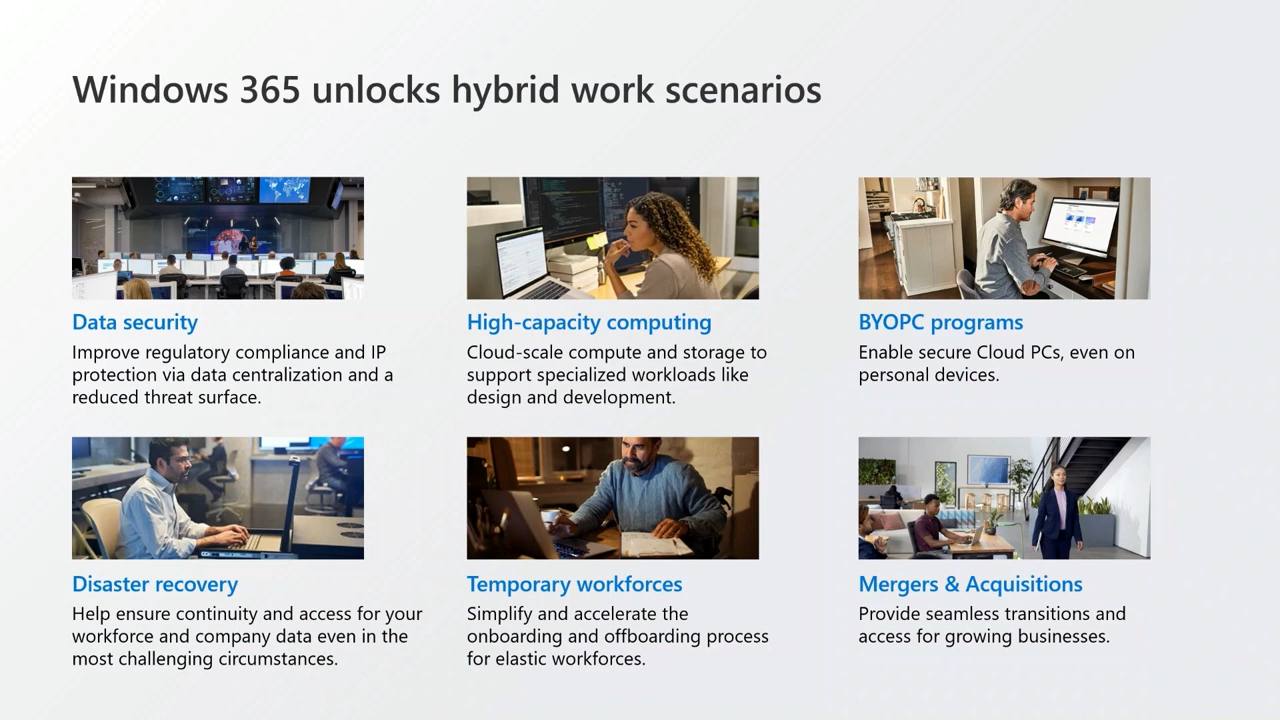 Windows 365 unlocks hybrid work scenarios
Data security
Improve regulatory compliance and IP
protection via data centralization and a
reduced threat surface.
High-capacity computing
Cloud-scale compute and storage to
support specialized workloads like
design and development.
BYOPC programs
Enable secure Cloud PCs, even on
personal devices.
Disaster recovery
Help ensure continuity and access for your
workforce and company data even in the
most challenging circumstances.
Temporary workforces
Simplify and accelerate the
onboarding and offboarding process
for elastic workforces.
Mergers & Acquisitions
Provide seamless transitions and
access for growing businesses.